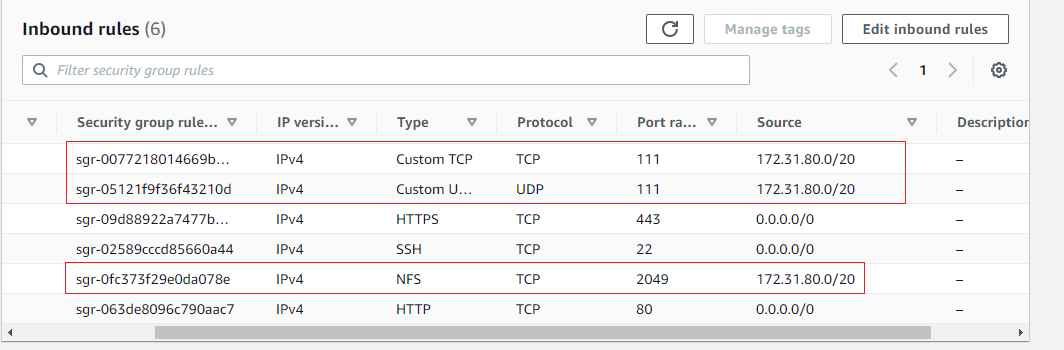 Inbound rules (6)
Manage tags
Edit inbound rules
Filter security group rules
1
Security group rule... IP versi... Type Protocol Port ra... Source Description
sgr-0077218014669b... IPv4 Custom TCP TCP 111 172.31.80.0/20 –
sgr-05121f9f36f43210d IPv4 Custom U... UDP 111 172.31.80.0/20 –
sgr-09d88922a7477b... IPv4 HTTPS TCP 443 0.0.0.0/0 –
sgr-02589cccd85660a44 IPv4 SSH TCP 22 0.0.0.0/0 –
sgr-0fc373f29e0da078e IPv4 NFS TCP 2049 172.31.80.0/20 –
sgr-063de8096c790aac7 IPv4 HTTP TCP 80 0.0.0.0/0 –